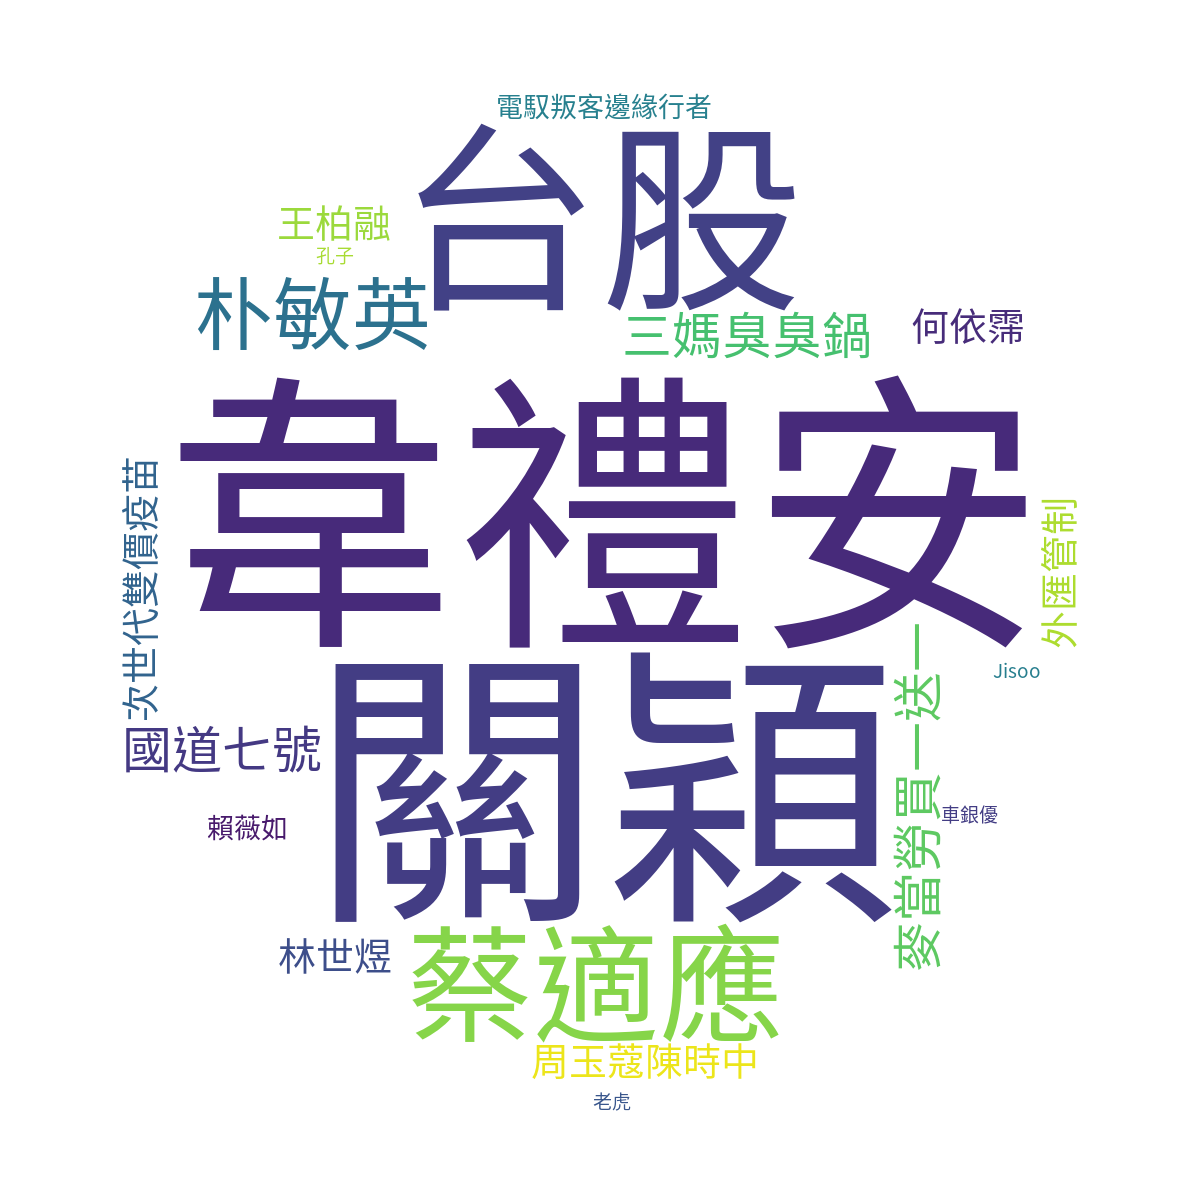 電馭叛客邊緣行者
台股
王柏融
孔子
朴敏英
三媽臭臭鍋
何依霈
韋禮安
次世代雙價疫苗
外匯管制
關穎
Jisoo
麥當勞買一送一
國道七號
車銀優
賴薇如
林世煜
蔡適應
周玉蔻陳時中
老虎